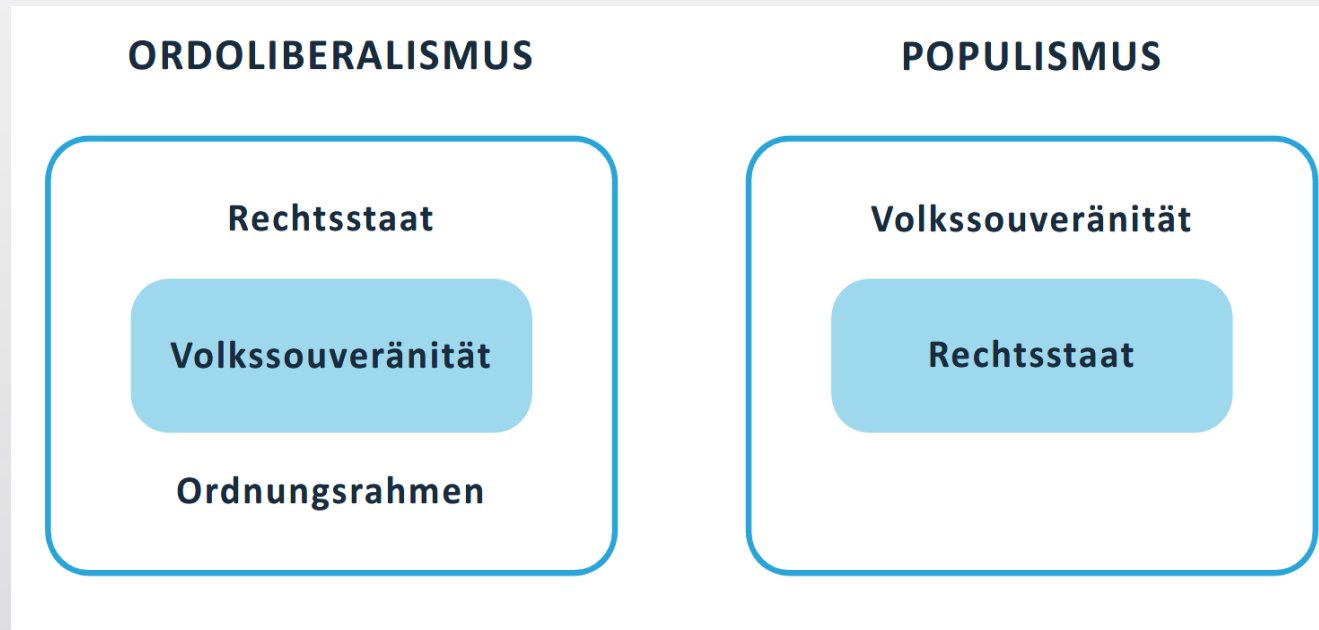 ORDOLIBERALISMUS
Rechtsstaat
Volkssouveränität
Ordnungsrahmen
POPULISMUS
Volkssouveränität
Rechtsstaat